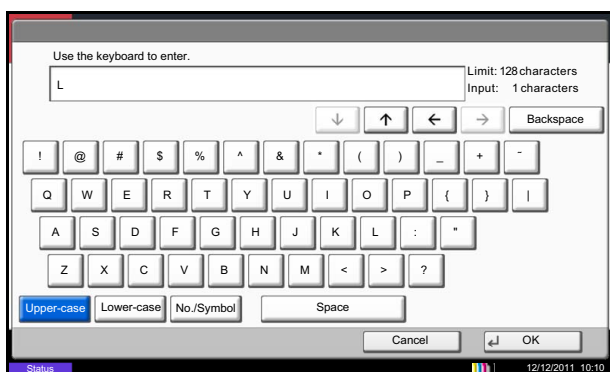 Use the keyboard to enter.
L
Limit: 128 characters
Input: 1 characters
↓ ↑ ← → Backspace
! @ # $ % ^ & * ( ) _ + ~
Q W E R T Y U I O P { } |
A S D F G H J K L : "
Z X C V B N M < > ?
Upper-case Lower-case No./Symbol Space
Cancel ↵ OK
Status 12/12/2011 10:10